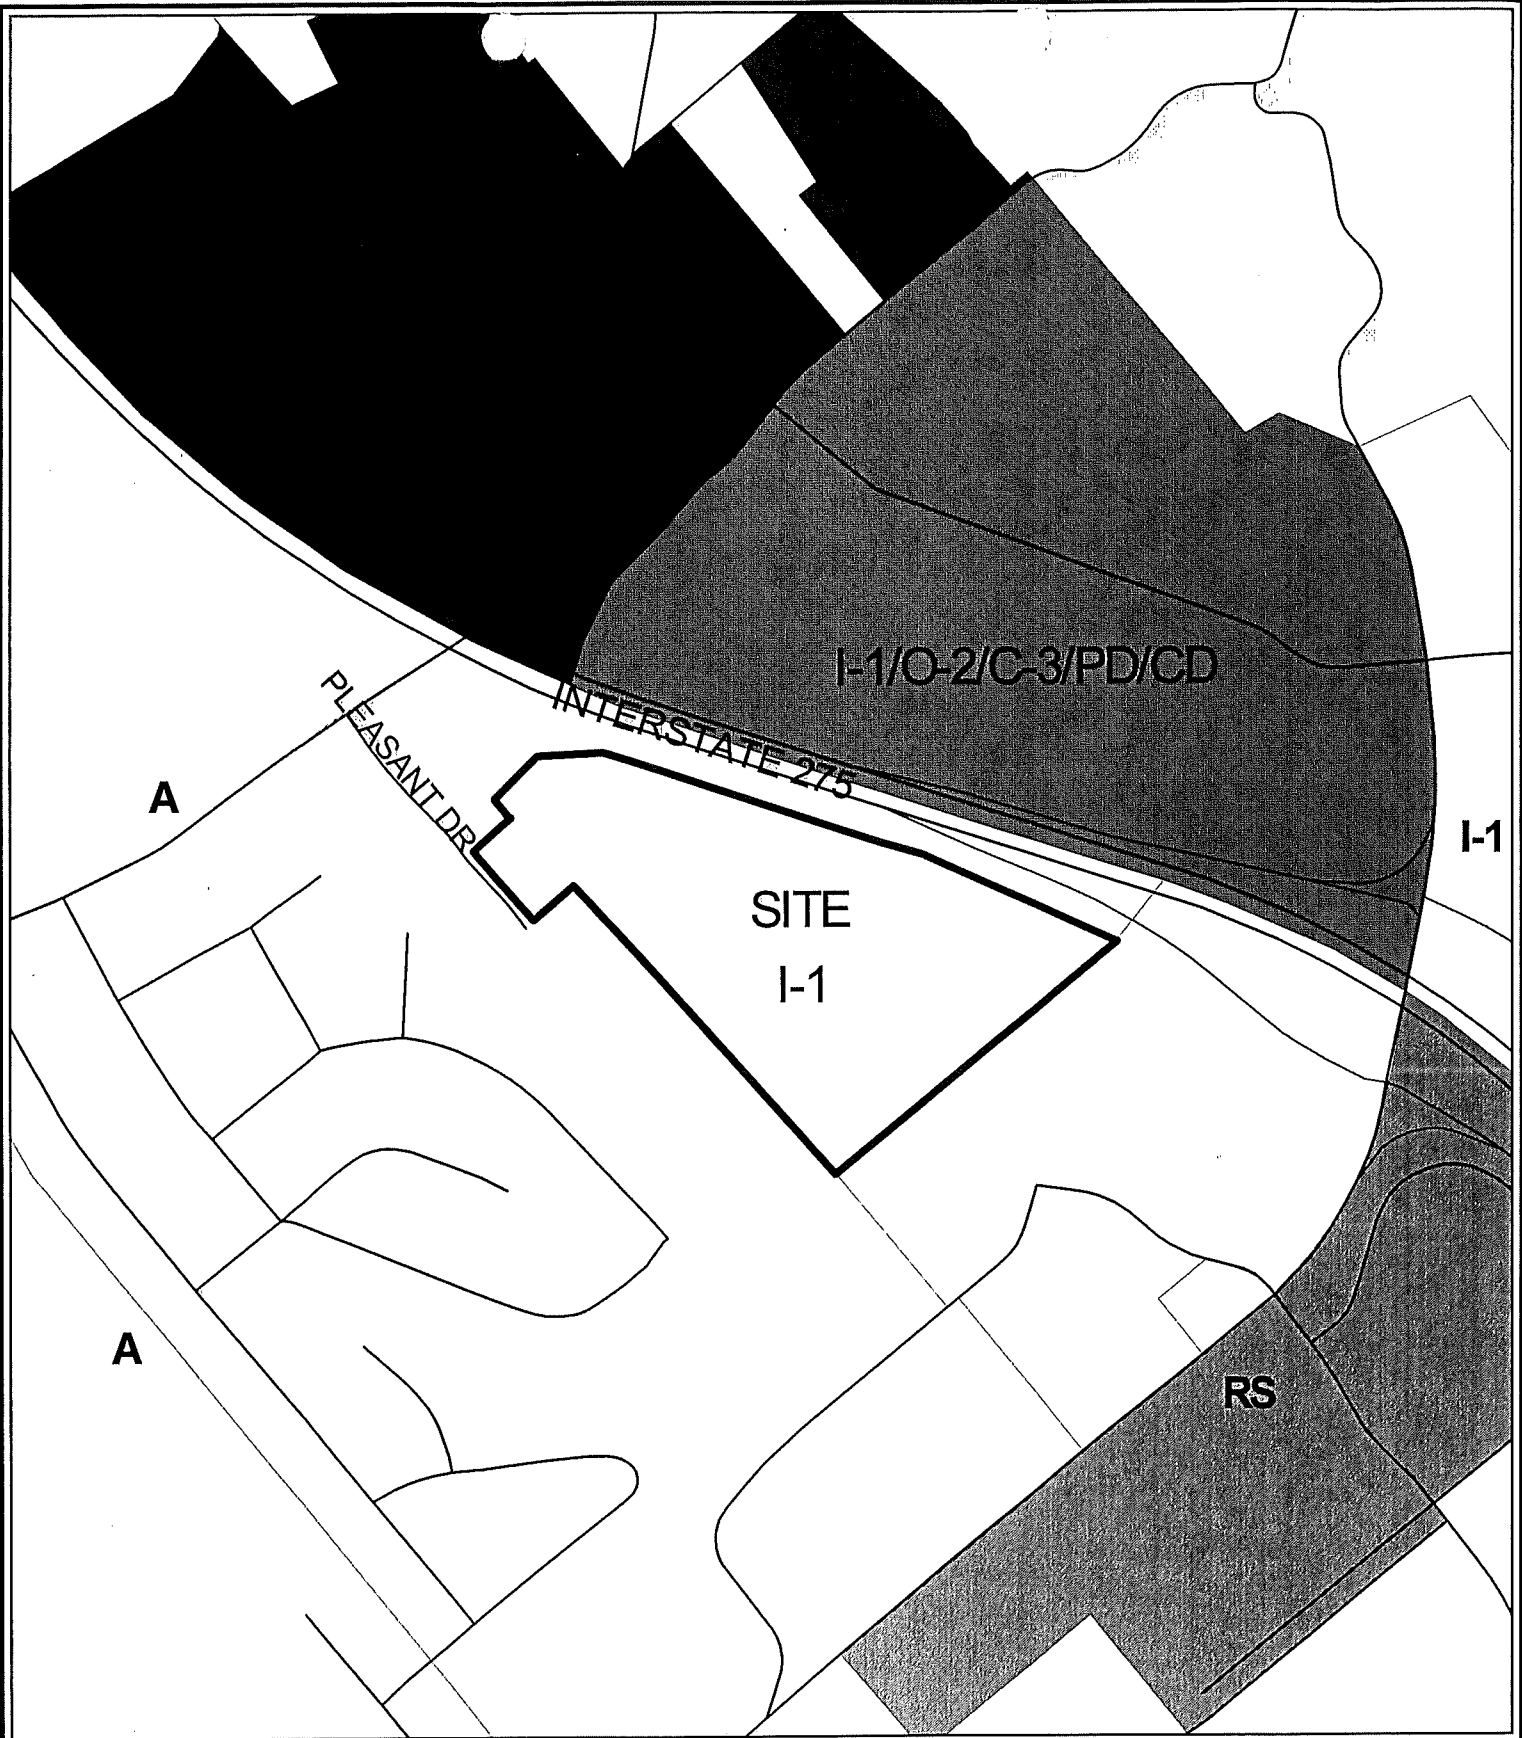 I-1/O-2/C-3/PD/CD
PLEASANT DR
INTERSTATE 275
A
I-1
SITE
I-1
A
RS